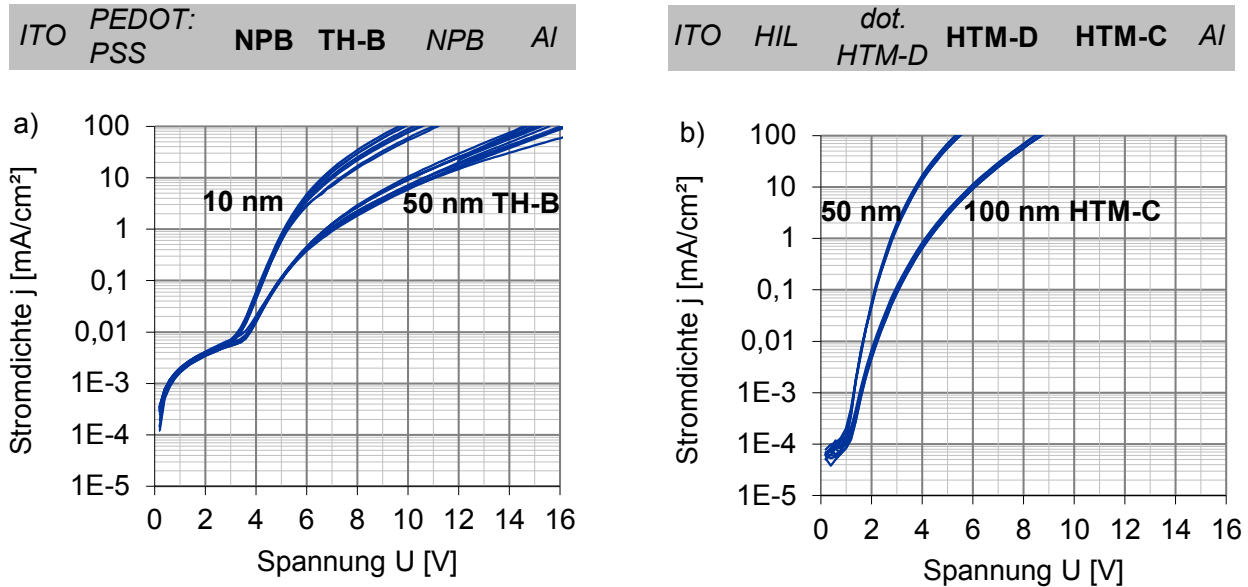 ITO PEDOT: PSS NPB TH-B NPB Al
ITO HIL dot. HTM-D HTM-D HTM-C Al
a)
Stromdichte j [mA/cm²]
100
10
1
0,1
0,01
1E-3
1E-4
1E-5
10 nm
50 nm TH-B
0 2 4 6 8 10 12 14 16
Spannung U [V]
b)
Stromdichte j [mA/cm²]
100
10
1
0,1
0,01
1E-3
1E-4
1E-5
50 nm
100 nm HTM-C
0 2 4 6 8 10 12 14 16
Spannung U [V]